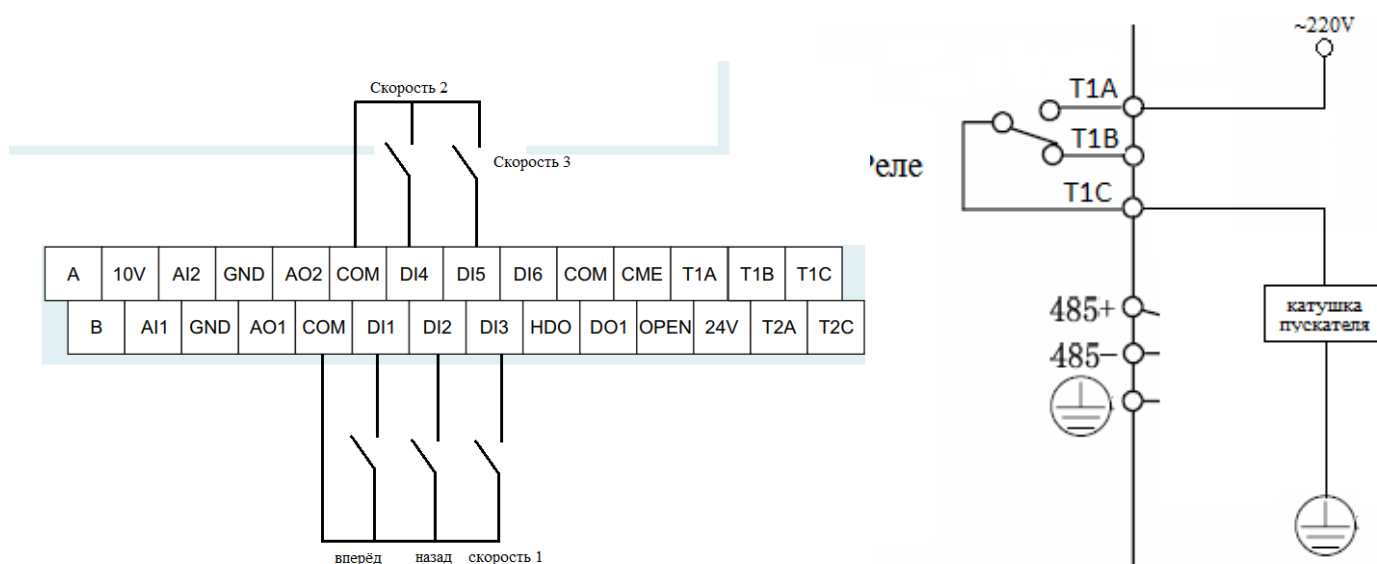 Скорость 2
Скорость 3
A 10V AI2 GND AO2 COM DI4 DI5 DI6 COM CME T1A T1B T1C
B AI1 GND AO1 COM DI1 DI2 DI3 HDO DO1 OPEN 24V T2A T2C
вперёд назад скорость 1
~220V
T1A
T1B
еле
T1C
485+
485−
катушка
пускателя